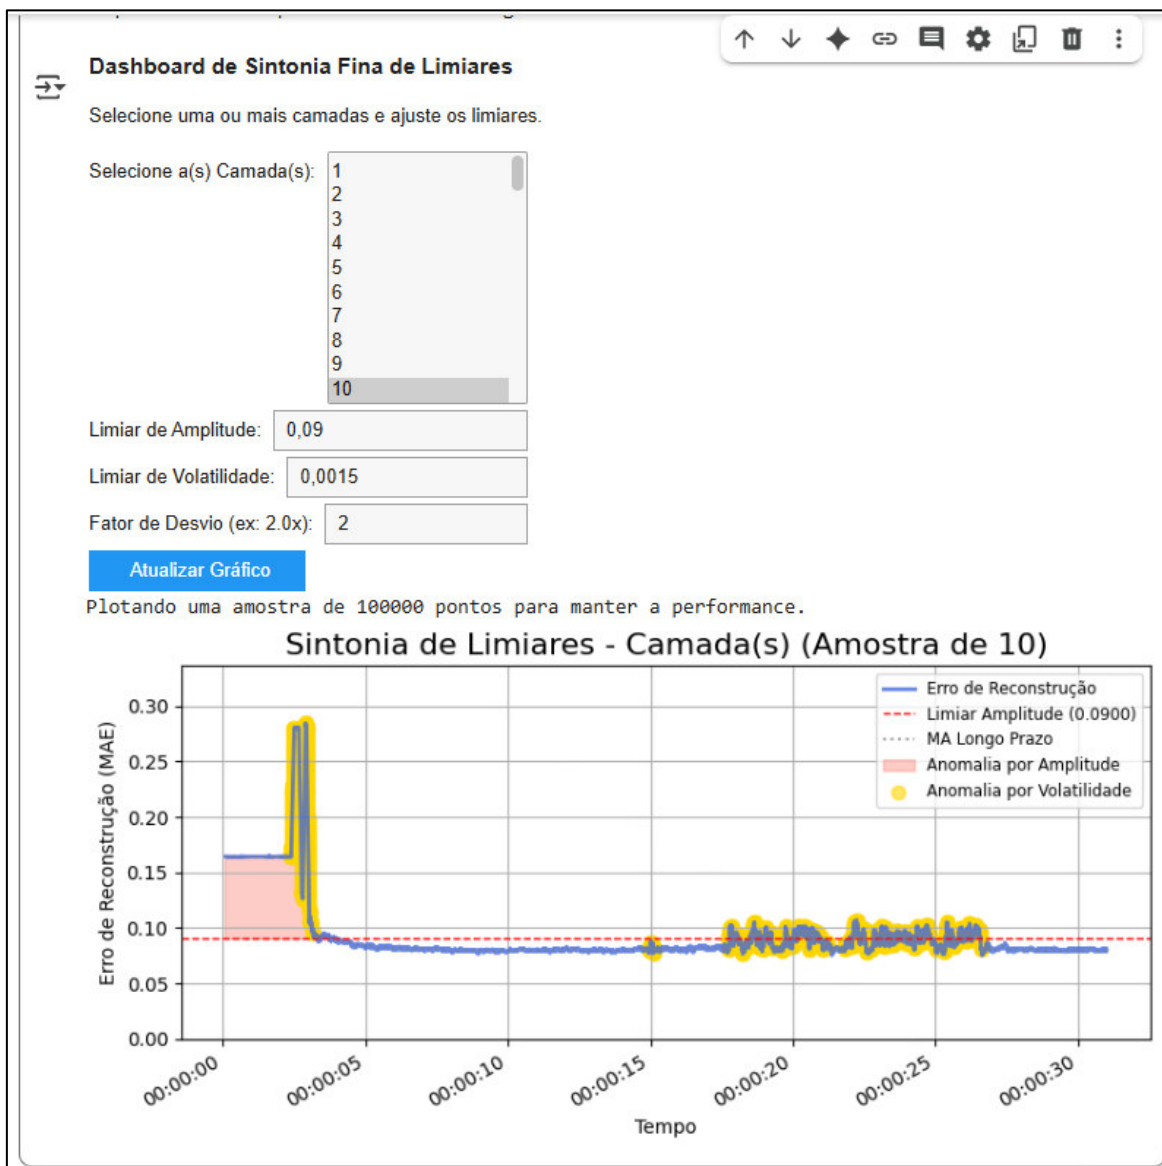 Dashboard de Sintonia Fina de Limiares
Selecione uma ou mais camadas e ajuste os limiares.
Selecione a(s) Camada(s):
1
2
3
4
5
6
7
8
9
10
Limiar de Amplitude: 0,09
Limiar de Volatilidade: 0,0015
Fator de Desvio (ex: 2.0x): 2
Atualizar Gráfico
Plotando uma amostra de 100000 pontos para manter a performance.
Sintonia de Limiares - Camada(s) (Amostra de 10)
Erro de Reconstrução
Limiar Amplitude (0.0900)
MA Longo Prazo
Anomalia por Amplitude
Anomalia por Volatilidade
Erro de Reconstrução (MAE)
0.30
0.25
0.20
0.15
0.10
0.05
0.00
00:00:00
00:00:05
00:00:10
00:00:15
00:00:20
00:00:25
00:00:30
Tempo